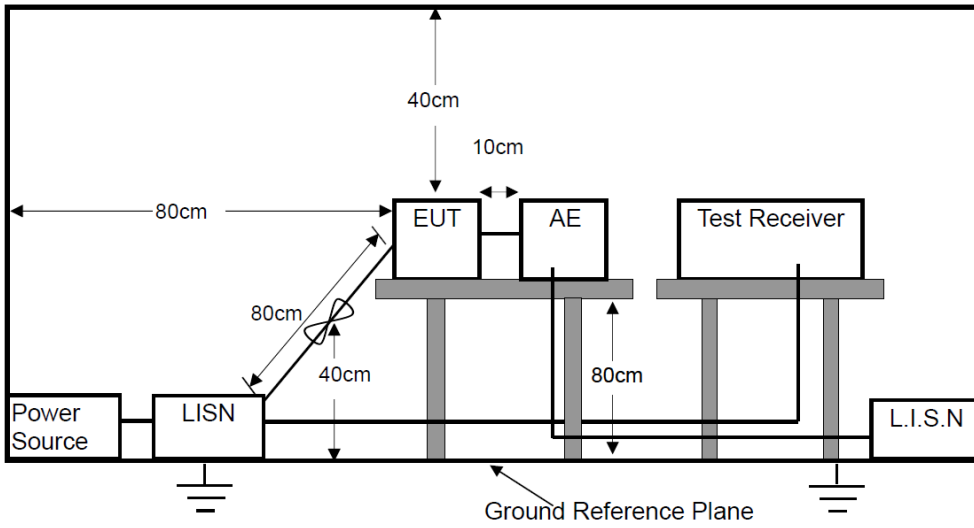 40cm
10cm
80cm
EUT
AE
Test Receiver
80cm
40cm
80cm
Power
Source
LISN
L.I.S.N
Ground Reference Plane